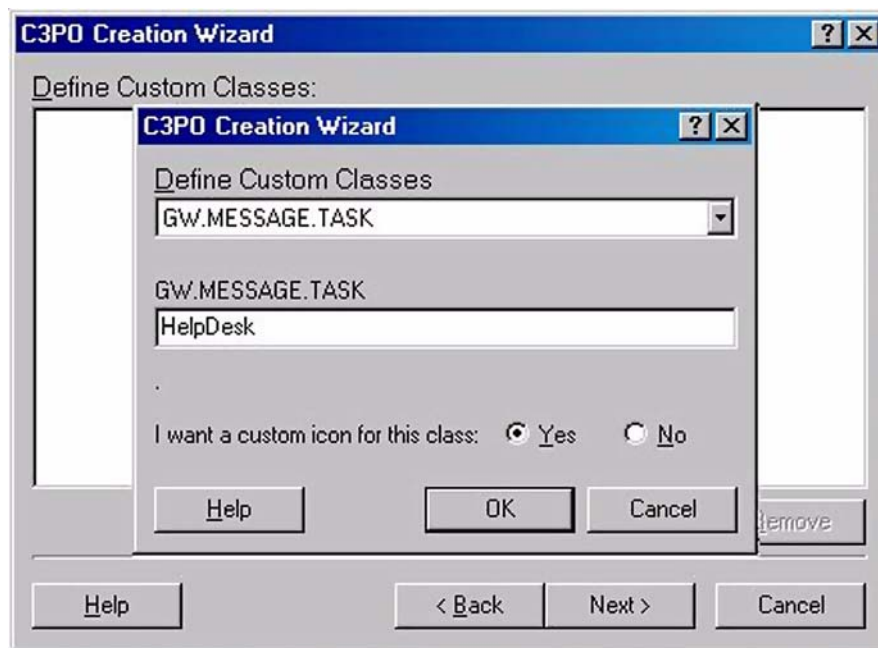 C3PO Creation Wizard
Define Custom Classes:
C3PO Creation Wizard
Define Custom Classes
GW.MESSAGE.TASK
GW.MESSAGE.TASK
HelpDesk
.
I want a custom icon for this class: Yes No
Help OK Cancel
Remove
Help < Back Next > Cancel